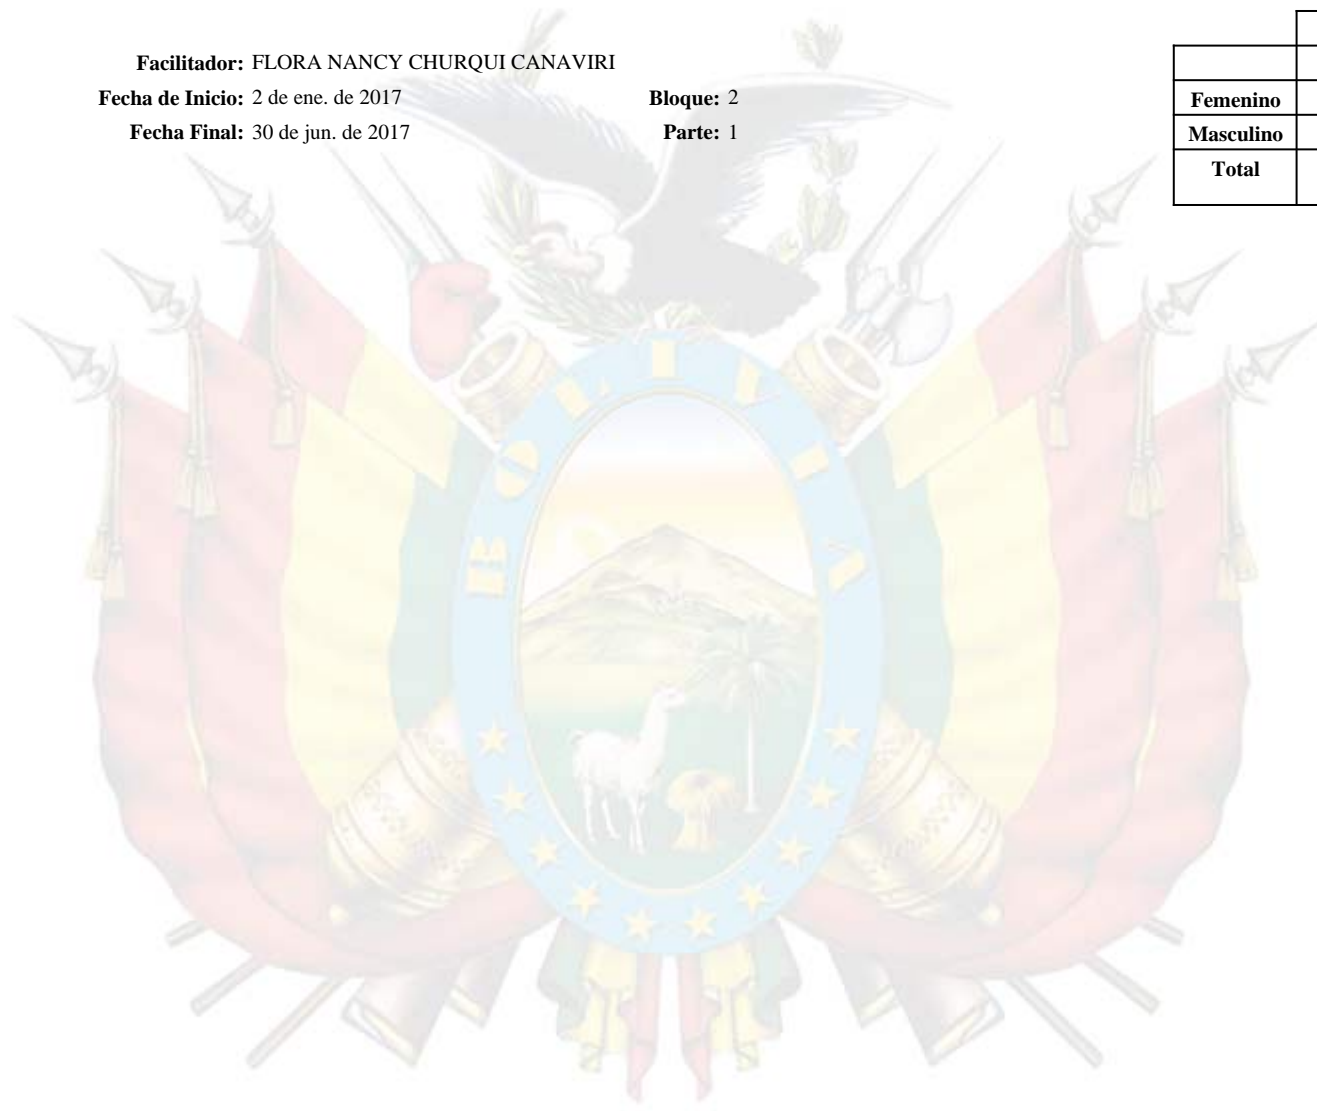 Facilitador: FLORA NANCY CHURQUI CANAVIRI
Fecha de Inicio: 2 de ene. de 2017 Bloque: 2
Fecha Final: 30 de jun. de 2017 Parte: 1
Femenino
Masculino
Total
BOLIVIA